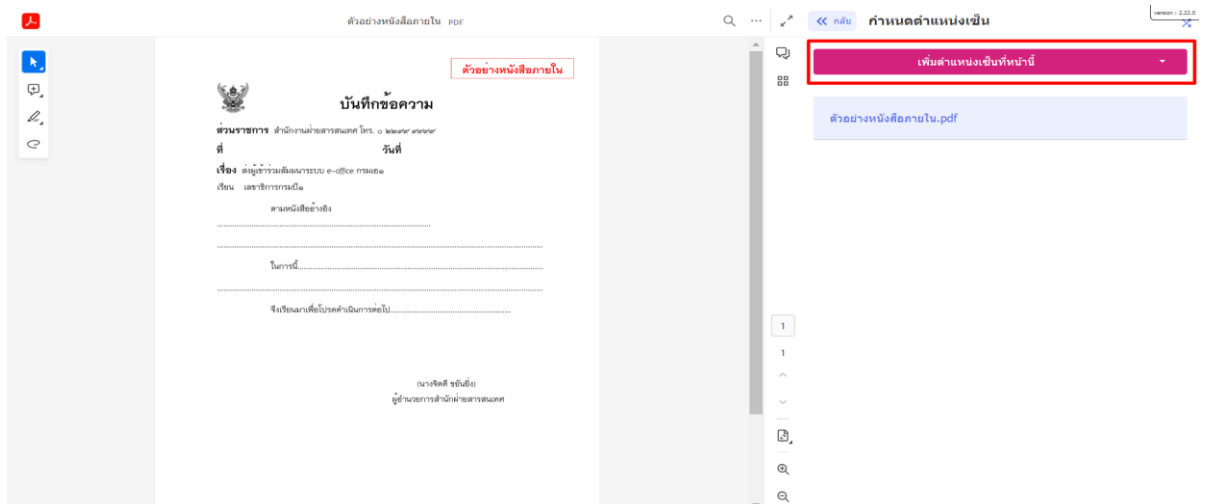 ตัวอย่างหนังสือภายใน PDF
กลับ
กำหนดตำแหน่งเซ็น
version : 2.22.0
เพิ่มตำแหน่งเซ็นที่หน้านี้
ตัวอย่างหนังสือภายใน.pdf
ตัวอย่างหนังสือภายใน
บันทึกข้อความ
ส่วนราชการ สำนักงานฝ่ายสารสนเทศ โทร.
ที่ วันที่
เรื่อง ส่งผู้เข้าร่วมสัมมนาระบบ e-office กรมเอ๑
เรียน เลขาธิการกรมบี๑
ตามหนังสืออ้างอิง
ในการนี้
จึงเรียนมาเพื่อโปรดดำเนินการต่อไป
(นางจิตดี ขยันยิ่ง)
ผู้อำนวยการสำนักฝ่ายสารสนเทศ
1
1